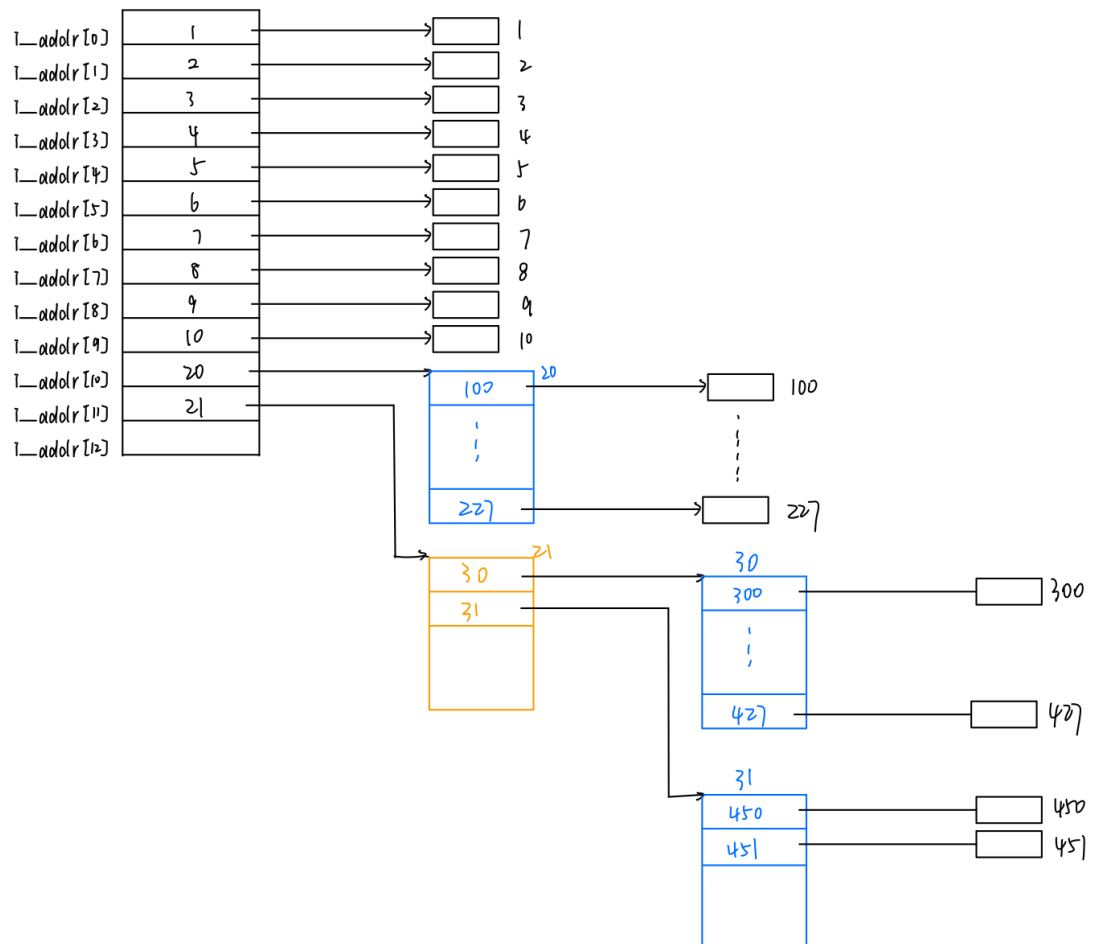 i_addr[0] 1 1
i_addr[1] 2 2
i_addr[2] 3 3
i_addr[3] 4 4
i_addr[4] 5 5
i_addr[5] 6 6
i_addr[6] 7 7
i_addr[7] 8 8
i_addr[8] 9 9
i_addr[9] 10 10
i_addr[10] 20 20
100 100
i_addr[11] 21
i_addr[12]
227 227
21
30 30
300 300
31
427 427
31
450 450
451 451